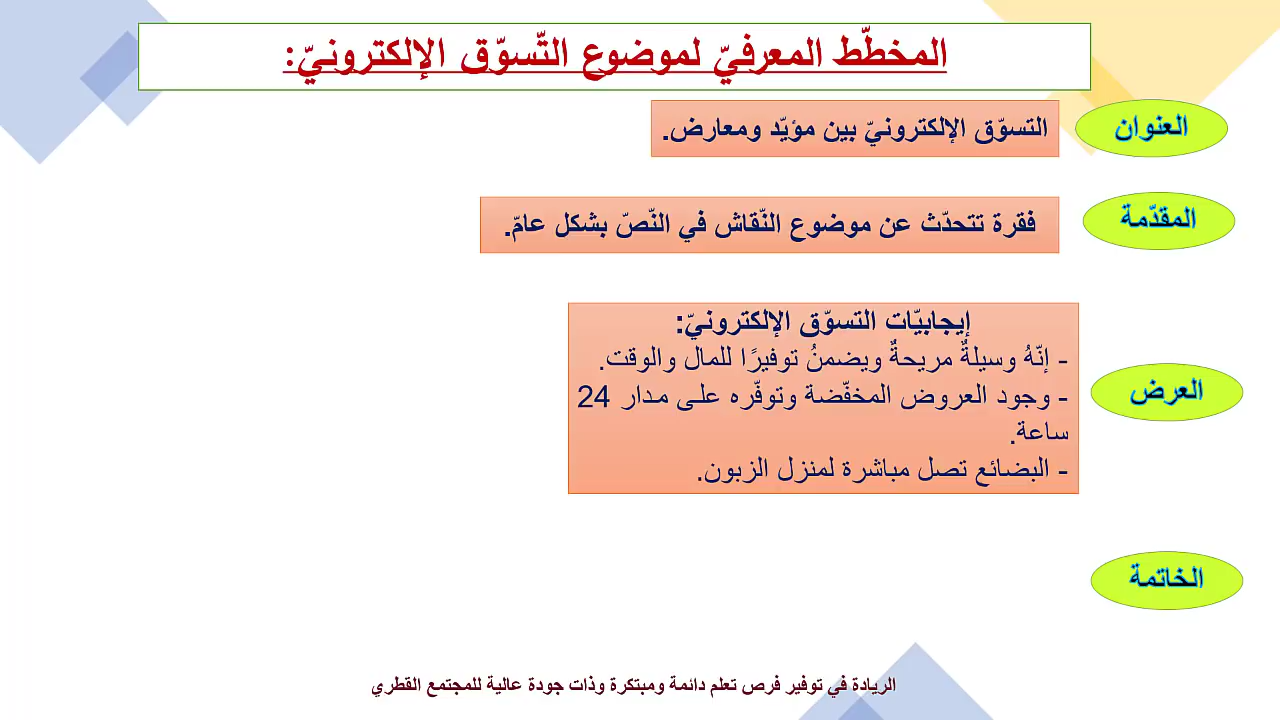 المخطّط المعرفيّ لموضوع التّسوّق الإلكترونيّ:
العنوان
التسوّق الإلكترونيّ بين مؤيّد ومعارض.
المقدّمة
فقرة تتحدّث عن موضوع النّقاش في النّصّ بشكل عامّ.
إيجابيّات التسوّق الإلكترونيّ:
- إنّهُ وسيلةٌ مريحةٌ ويضمنُ توفيرًا للمال والوقت.
العرض
- وجود العروض المخفّضة وتوفّره على مدار 24
ساعة.
- البضائع تصل مباشرة لمنزل الزبون.
الخاتمة
الريادة في توفير فرص تعلم دائمة ومبتكرة وذات جودة عالية للمجتمع القطري